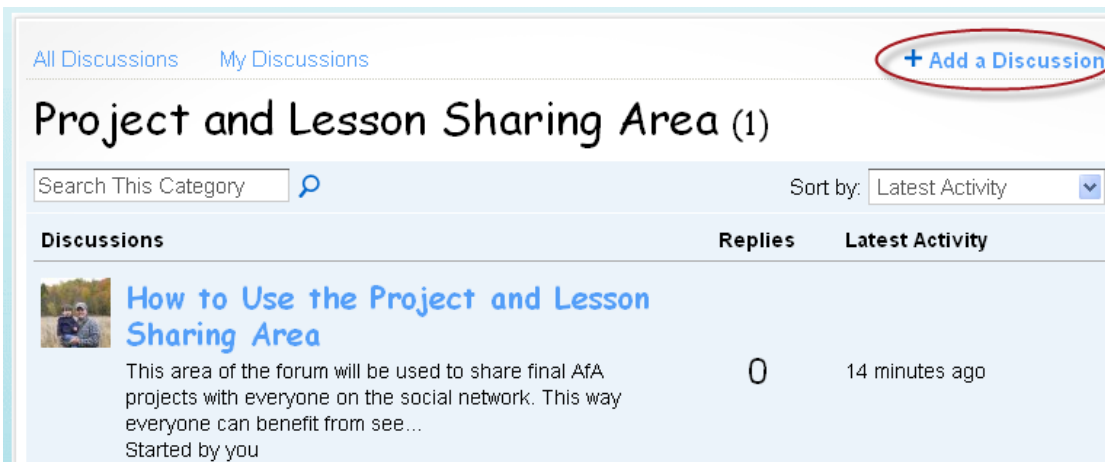 All Discussions My Discussions + Add a Discussion
Project and Lesson Sharing Area (1)
Search This Category Sort by: Latest Activity
Discussions Replies Latest Activity
How to Use the Project and Lesson
Sharing Area
This area of the forum will be used to share final AfA
projects with everyone on the social network. This way
everyone can benefit from see...
Started by you
0 14 minutes ago